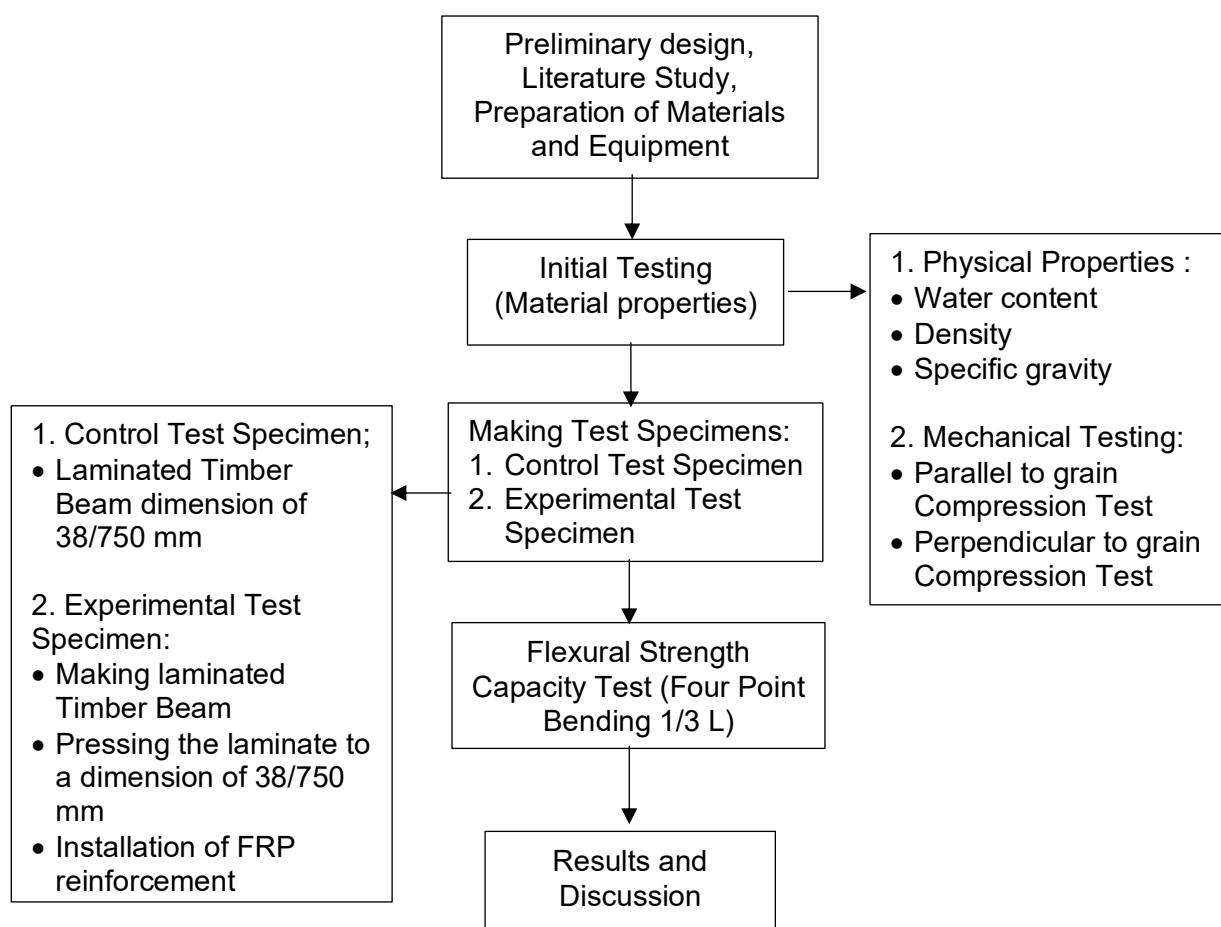 Preliminary design,
Literature Study,
Preparation of Materials
and Equipment
Initial Testing
(Material properties)
1. Physical Properties :
• Water content
• Density
• Specific gravity
2. Mechanical Testing:
• Parallel to grain
Compression Test
• Perpendicular to grain
Compression Test
Making Test Specimens:
1. Control Test Specimen
2. Experimental Test
Specimen
1. Control Test Specimen;
• Laminated Timber
Beam dimension of
38/750 mm
2. Experimental Test
Specimen:
• Making laminated
Timber Beam
• Pressing the laminate to
a dimension of 38/750
mm
• Installation of FRP
reinforcement
Flexural Strength
Capacity Test (Four Point
Bending 1/3 L)
Results and
Discussion